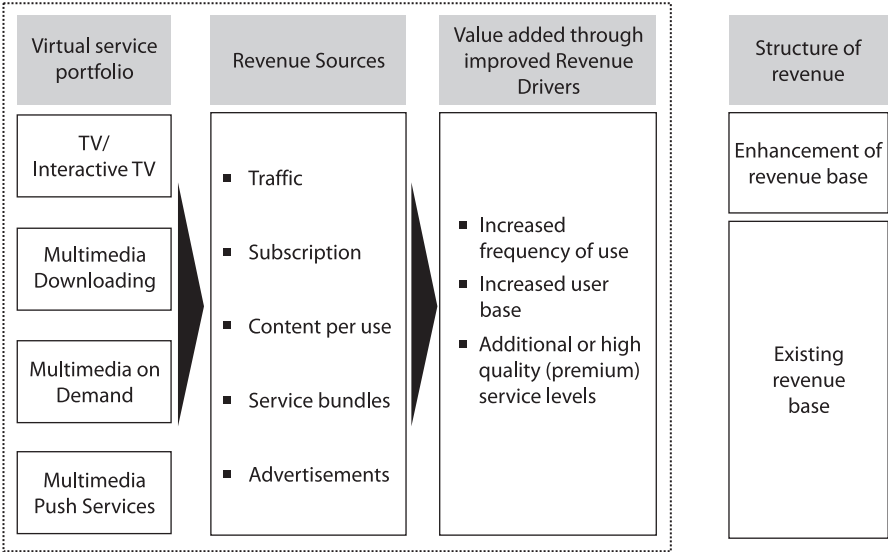 Virtual service
portfolio
TV/
Interactive TV
Multimedia
Downloading
Multimedia on
Demand
Multimedia
Push Services
Revenue Sources
▪ Traffic
▪ Subscription
▪ Content per use
▪ Service bundles
▪ Advertisements
Value added through
improved Revenue
Drivers
▪ Increased
frequency of use
▪ Increased user
base
▪ Additional or high
quality (premium)
service levels
Structure of
revenue
Enhancement of
revenue base
Existing
revenue
base